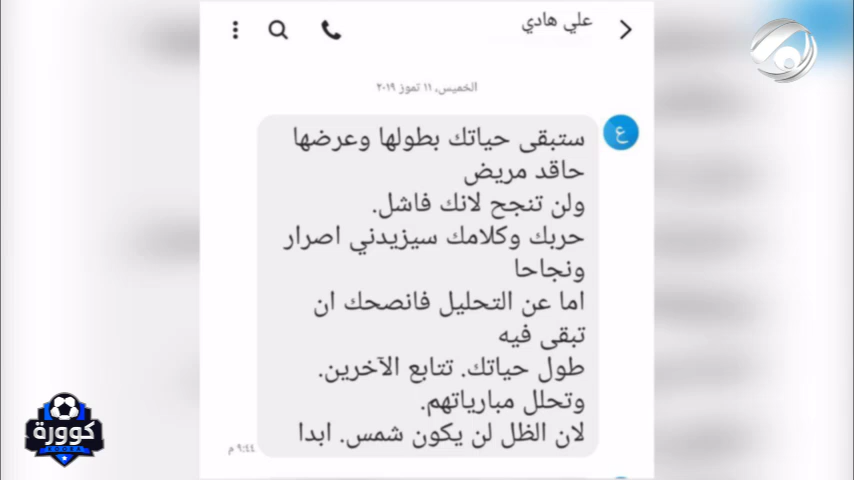 علي هادي
الخميس، ١١ تموز ٢٠١٩
ع
ستبقى حياتك بطولها وعرضها
حاقد مريض
ولن تنجح لانك فاشل.
حربك وكلامك سيزيدني اصرار
ونجاحا
اما عن التحليل فانصحك ان
تبقى فيه
طول حياتك. تتابع الآخرين.
وتحلل مبارياتهم.
لان الظل لن يكون شمس. ابدا
٩:٤٤ م
كوورة
KOORA